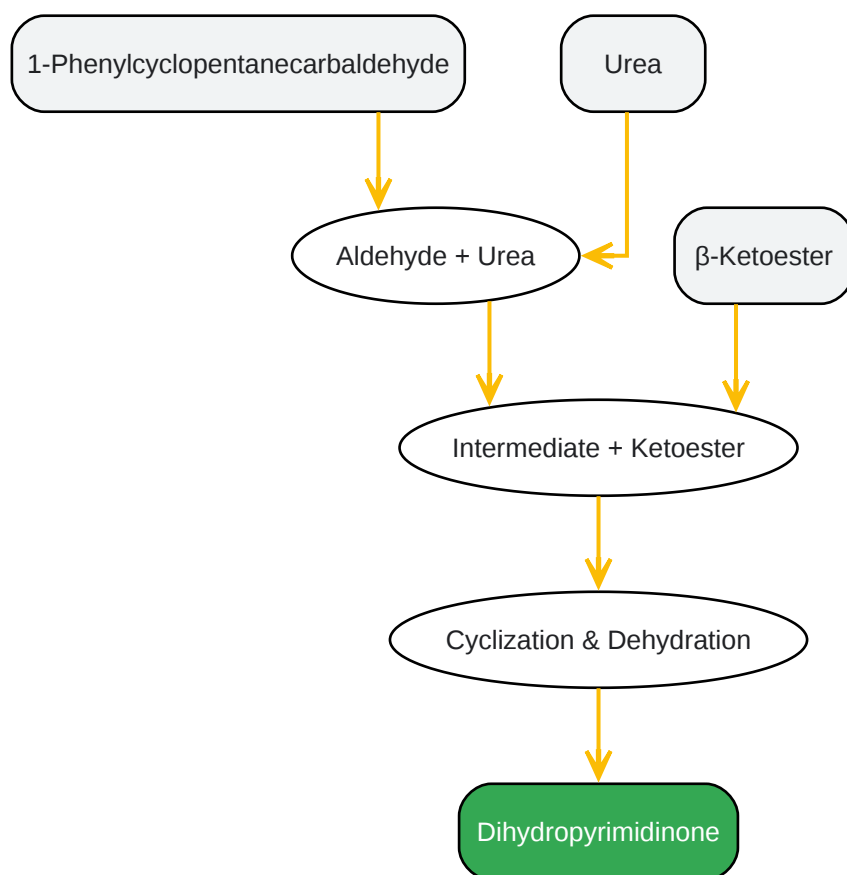 1-Phenylcyclopentanecarbaldehyde
Urea
Aldehyde + Urea
β-Ketoester
Intermediate + Ketoester
Cyclization & Dehydration
Dihydropyrimidinone